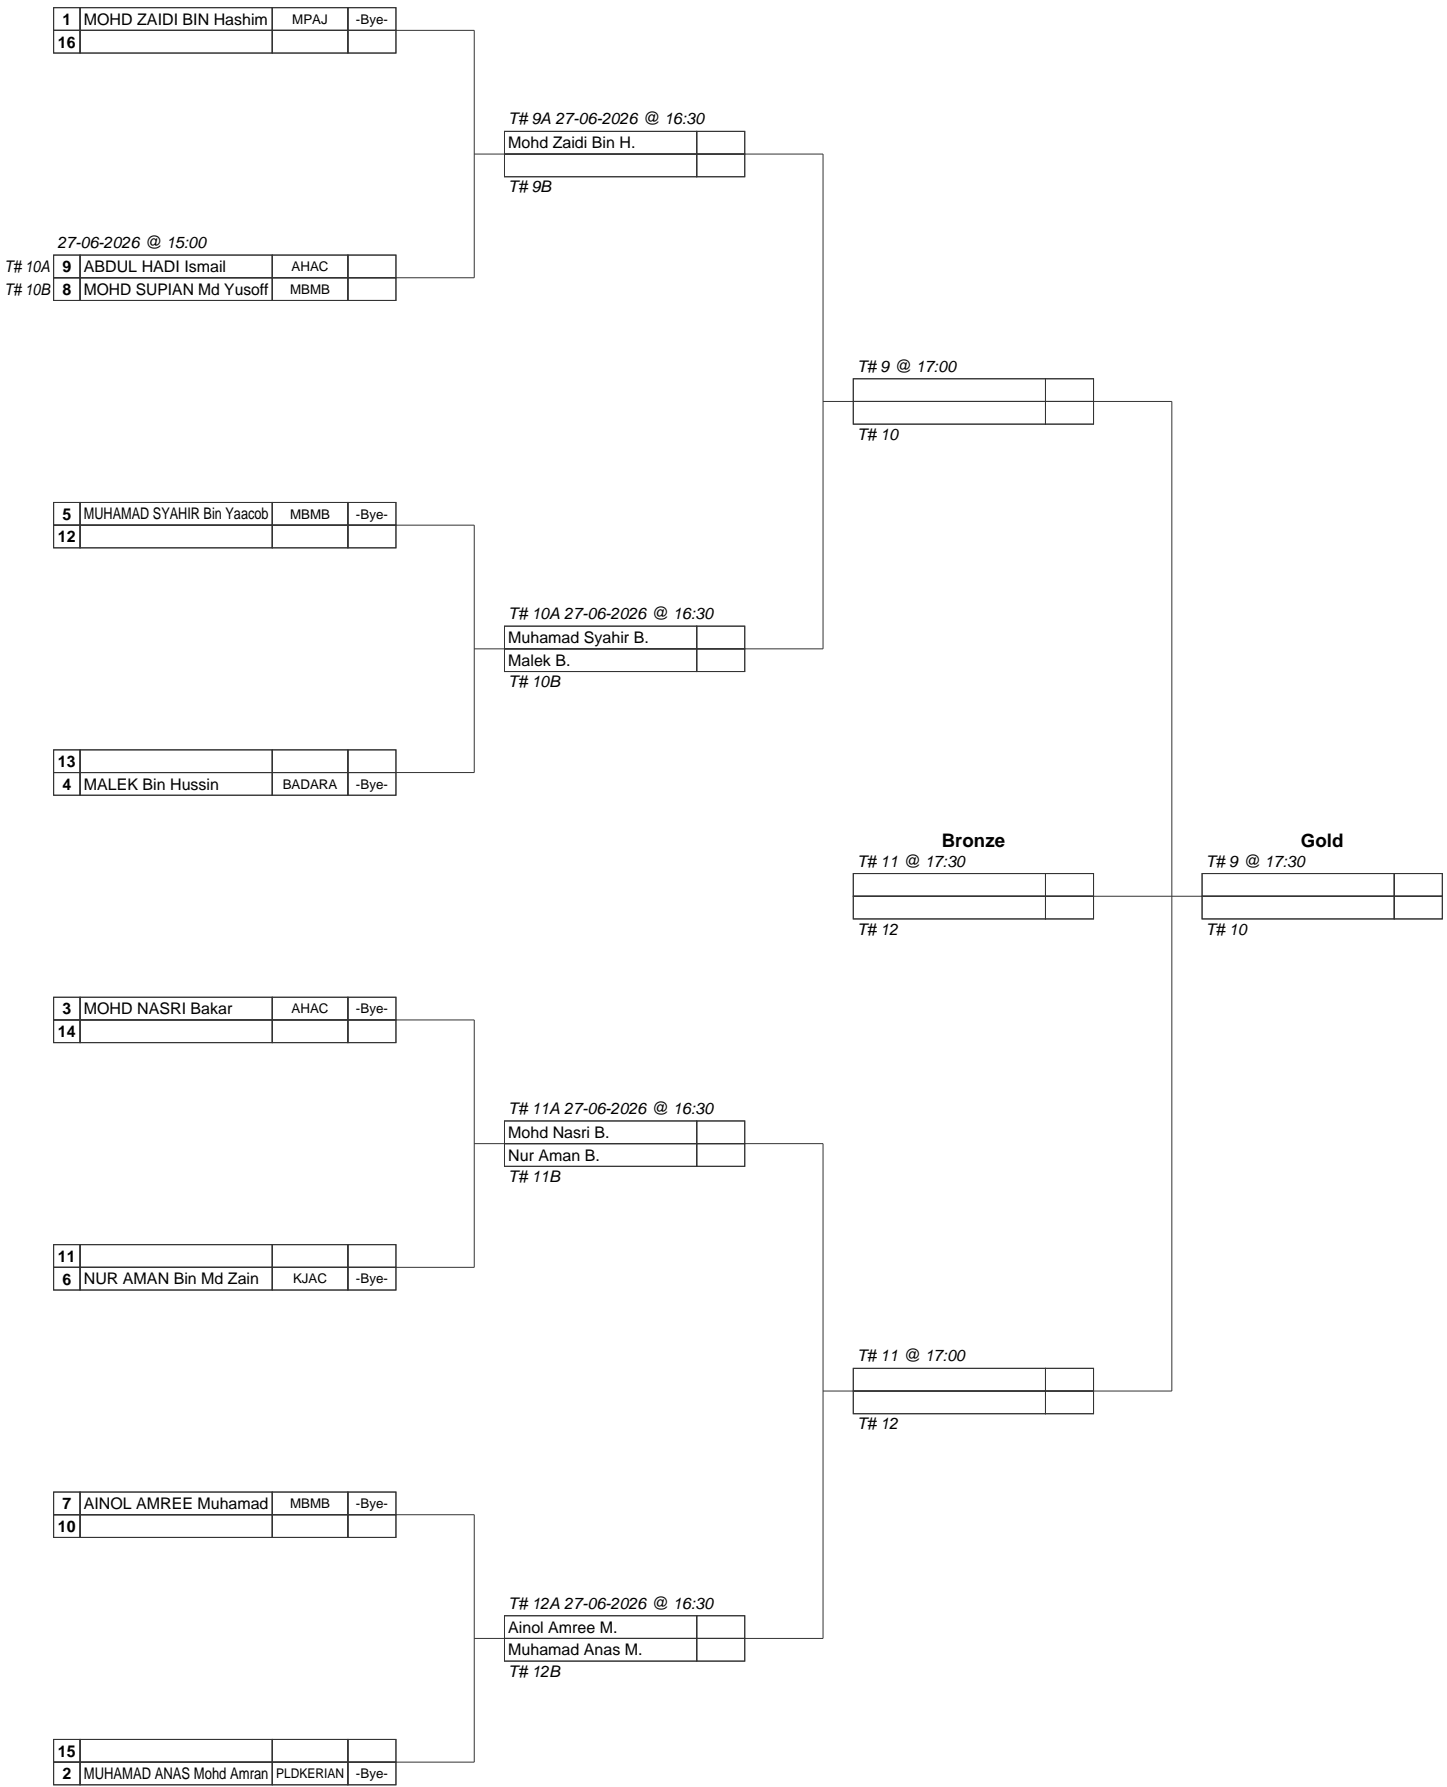 1 MOHD ZAIDI BIN Hashim MPAJ -Bye-
16
T# 9A 27-06-2026 @ 16:30
Mohd Zaidi Bin H.
T# 9B
27-06-2026 @ 15:00
T# 10A 9 ABDUL HADI Ismail AHAC
T# 10B 8 MOHD SUPIAN Md Yusoff MBMB
T# 9 @ 17:00
T# 10
5 MUHAMAD SYAHIR Bin Yaacob MBMB -Bye-
12
T# 10A 27-06-2026 @ 16:30
Muhamad Syahir B.
Malek B.
T# 10B
13
4 MALEK Bin Hussin BADARA -Bye-
Bronze Gold
T# 11 @ 17:30 T# 9 @ 17:30
T# 12 T# 10
3 MOHD NASRI Bakar AHAC -Bye-
14
T# 11A 27-06-2026 @ 16:30
Mohd Nasri B.
Nur Aman B.
T# 11B
11
6 NUR AMAN Bin Md Zain KJAC -Bye-
T# 11 @ 17:00
T# 12
7 AINOL AMREE Muhamad MBMB -Bye-
10
T# 12A 27-06-2026 @ 16:30
Ainol Amree M.
Muhamad Anas M.
T# 12B
15
2 MUHAMAD ANAS Mohd Amran PLDKERIAN -Bye-